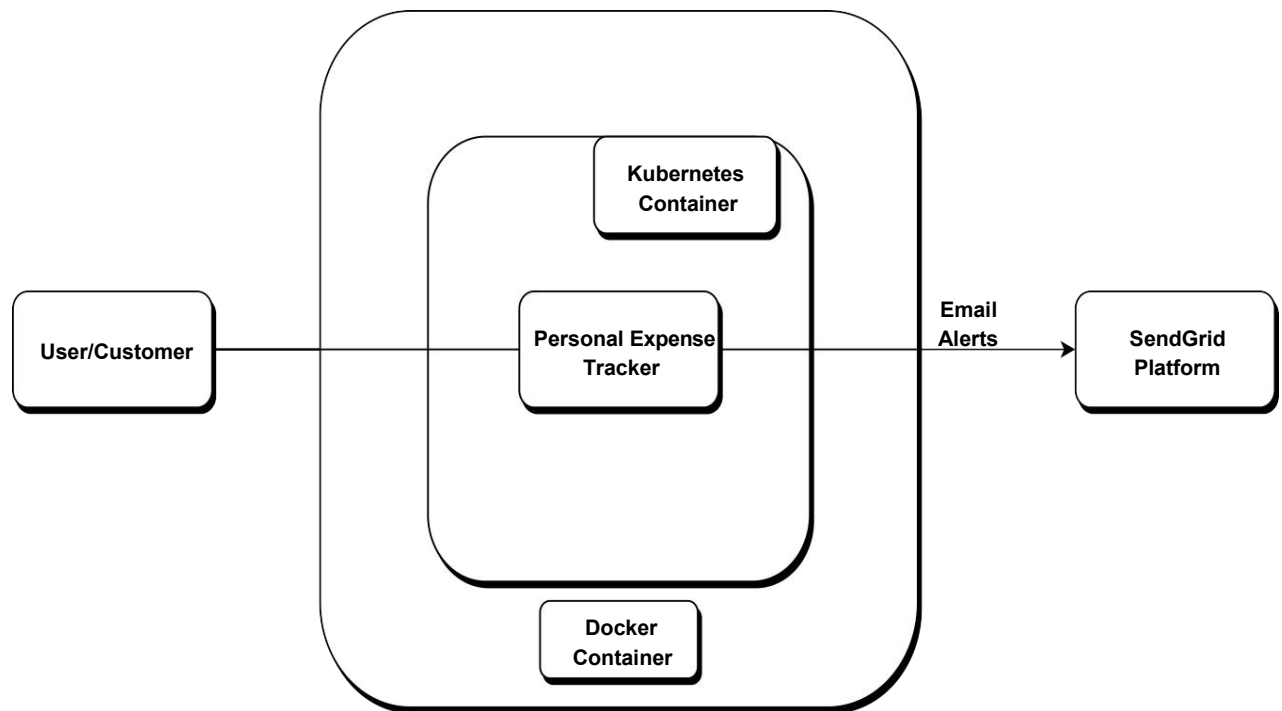 Kubernetes
Container
User/Customer
Personal Expense
Tracker
Email
Alerts
SendGrid
Platform
Docker
Container